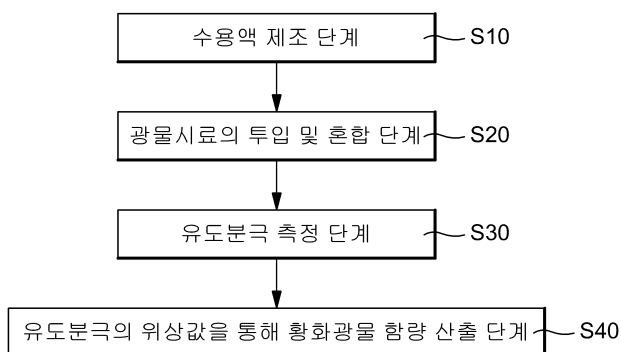 수용액 제조 단계 S10
광물시료의 투입 및 혼합 단계 S20
유도분극 측정 단계 S30
유도분극의 위상값을 통해 황화광물 함량 산출 단계 S40